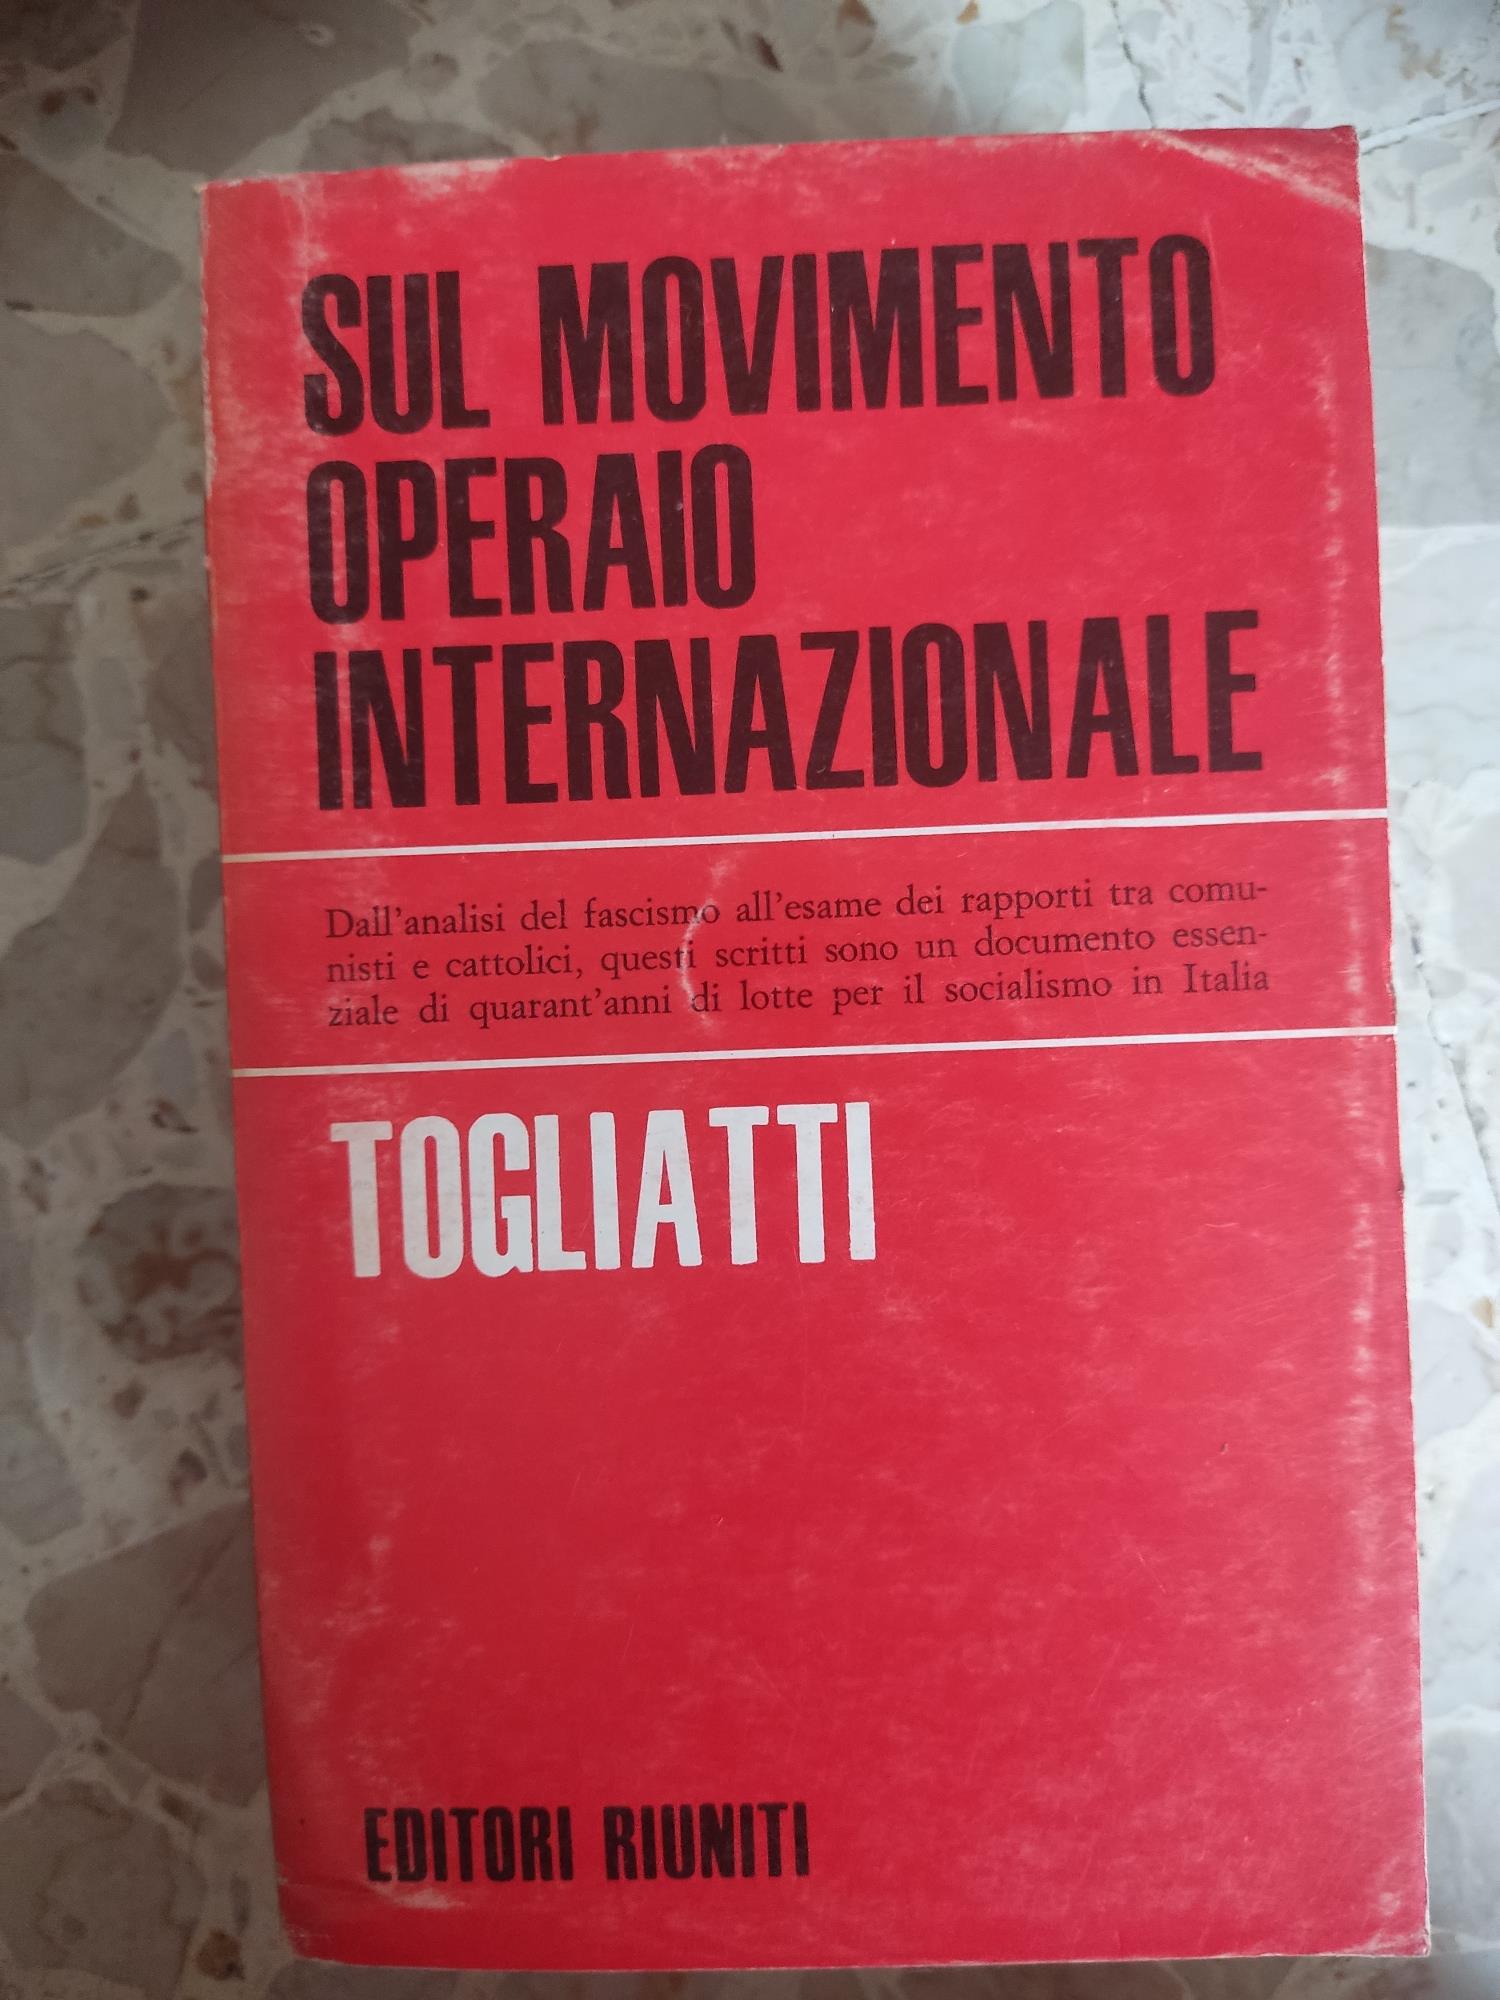 SUL MOVIMENTO
OPERAIO
INTERNAZIONALE
Dall'analisi del fascismo all'esame dei rapporti tra comu-
nisti e cattolici, questi scritti sono un documento essen-
ziale di quarant'anni di lotte per il socialismo in Italia
TOGLIATTI
EDITORI RIUNITI